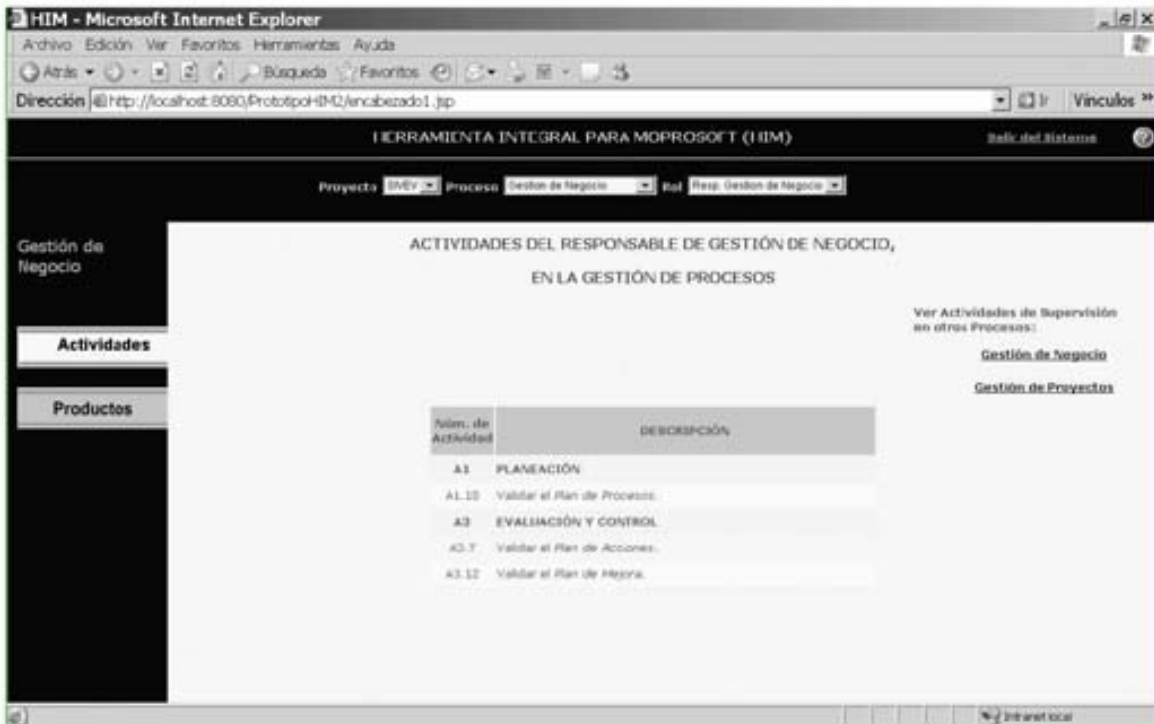 HIM - Microsoft Internet Explorer
Archivo Edición Ver Favoritos Herramientas Ayuda
Atrás Búsqueda Favoritos
Dirección http://localhost:8080/PrototipoHIM2/encabezado1.jsp Ir Vínculos »
HERRAMIENTA INTEGRAL PARA MOPROSOFT (HIM) Salir del Sistema ?
Proyecto Proceso Gestion de Negocio Rol Resp. Gestion de Negocio
Gestión de
Negocio
ACTIVIDADES DEL RESPONSABLE DE GESTIÓN DE NEGOCIO,
EN LA GESTIÓN DE PROCESOS
Ver Actividades de Supervisión
en otros Procesos:
Gestión de Negocio
Gestión de Proyectos
Actividades
Productos
Núm. de
Actividad DESCRIPCIÓN
A1 PLANEACIÓN
A1.10 Validar el Plan de Procesos.
A3 EVALUACIÓN Y CONTROL
A3.7 Validar el Plan de Acciones.
A3.12 Validar el Plan de Mejora.
Intranet local